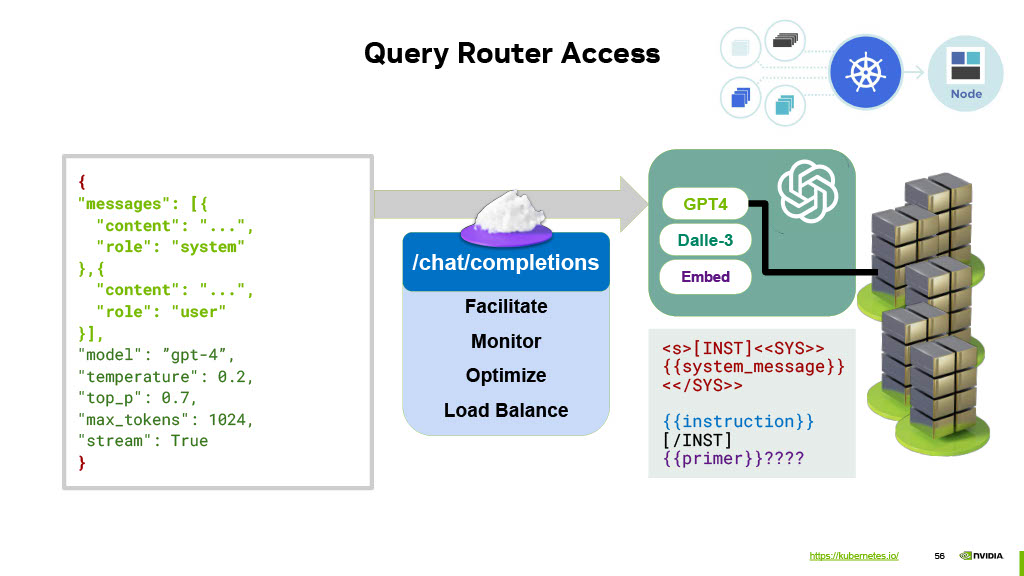 Query Router Access
Node
{
"messages": [{
"content": "...",
"role": "system"
},{
"content": "...",
"role": "user"
}],
"model": ”gpt-4”,
"temperature": 0.2,
"top_p": 0.7,
"max_tokens": 1024,
"stream": True
}
/chat/completions
Facilitate
Monitor
Optimize
Load Balance
GPT4
Dalle-3
Embed
<s>[INST]<<SYS>>
{{system_message}}
<</SYS>>
{{instruction}}
[/INST]
{{primer}}????
https://kubernetes.io/
56
NVIDIA